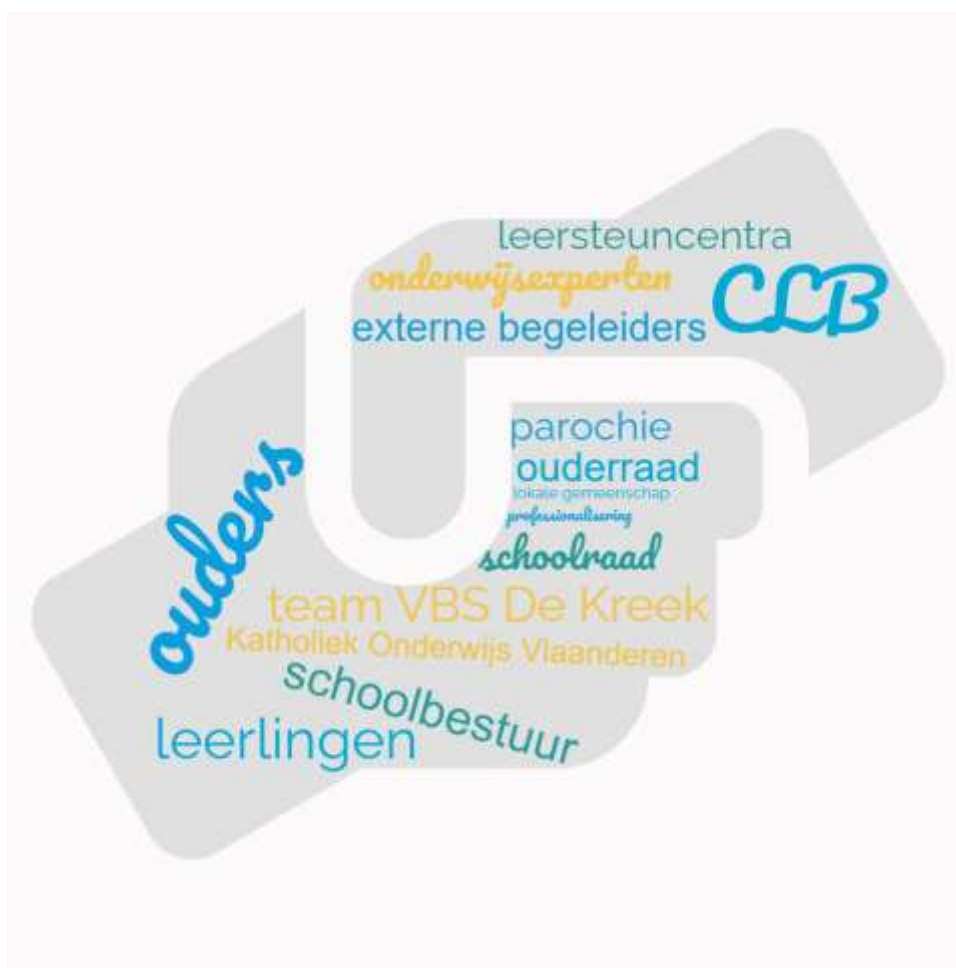 leersteuncentra
onderwijsexperten
CLB
externe begeleiders
parochie
ouderraad
lokale gemeenschap
professionalisering
schoolraad
ouders
team VBS De Kreek
Katholiek Onderwijs Vlaanderen
schoolbestuur
leerlingen